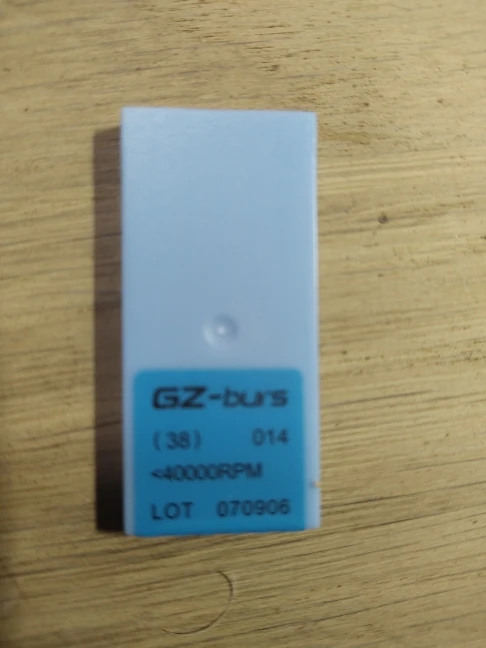 GZ-burs
(38) 014
<40000RPM
LOT 070906